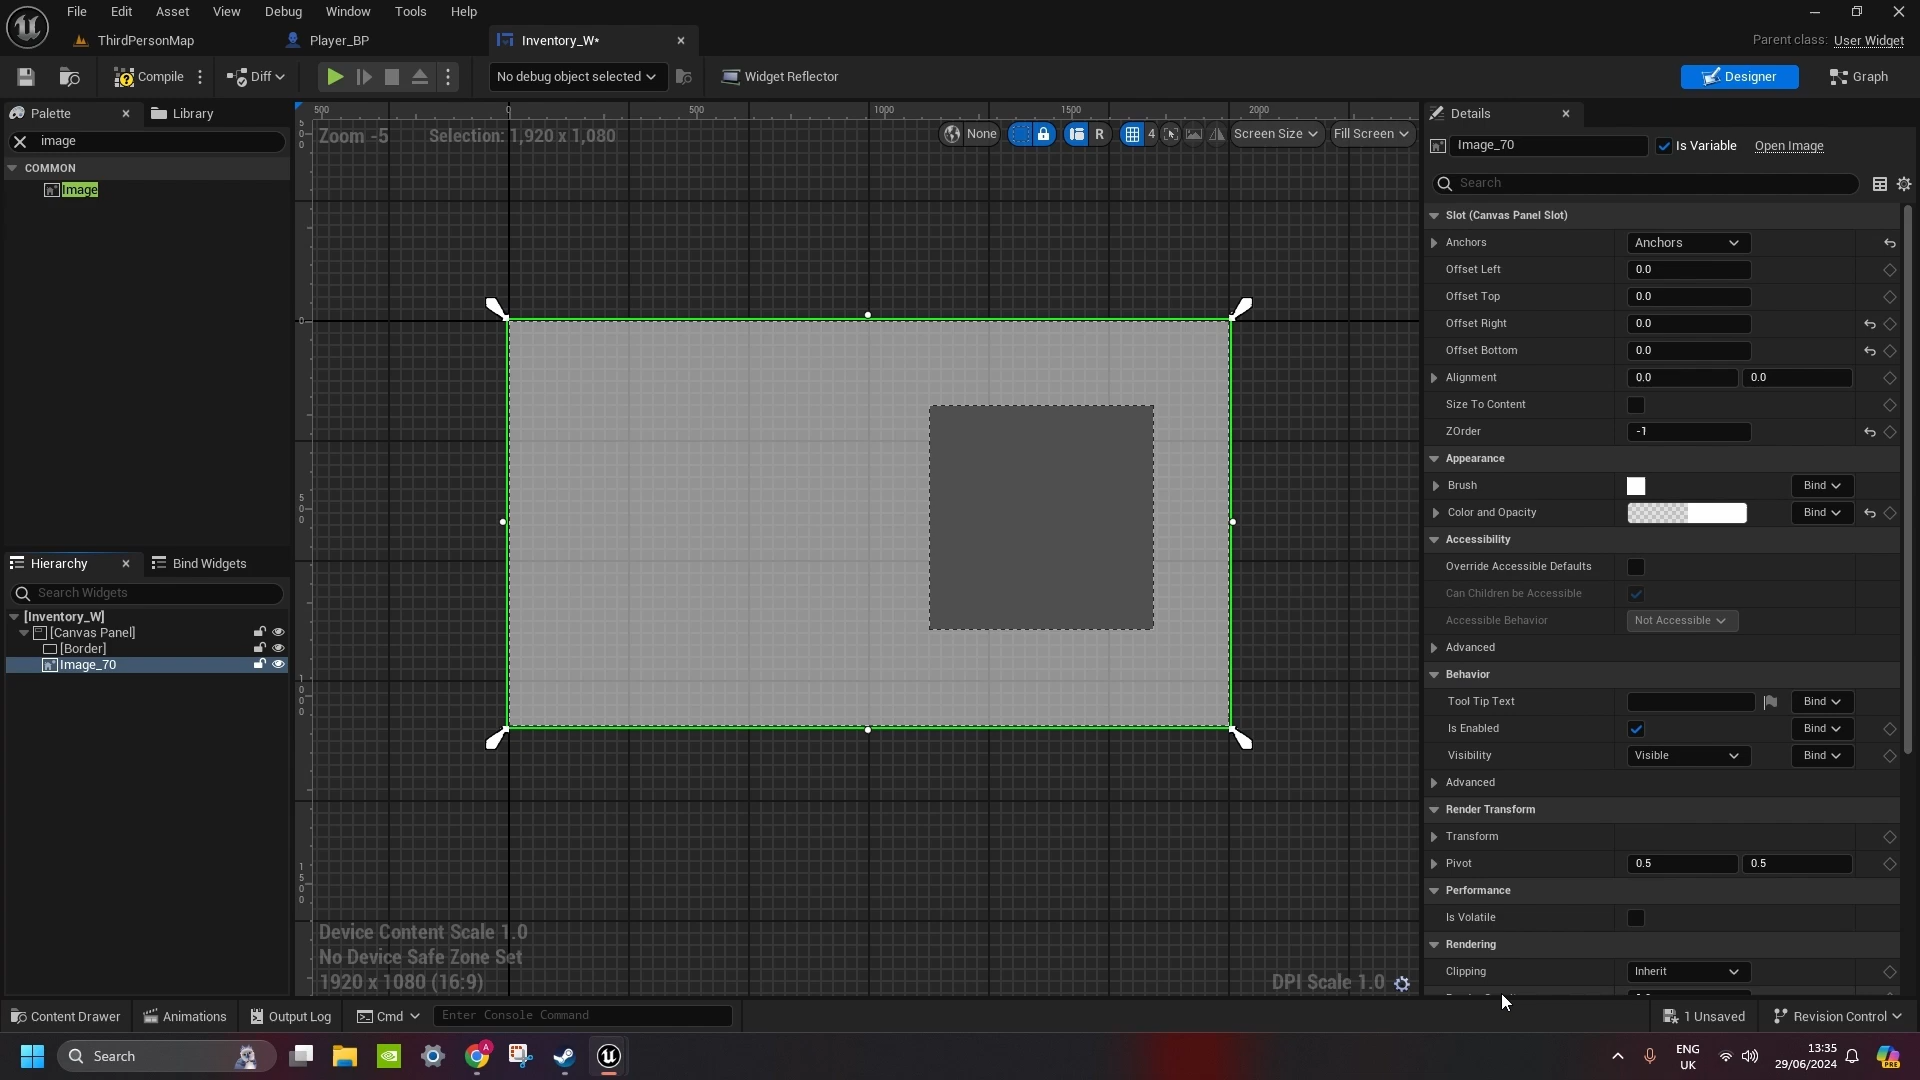 File Edit Asset View Debug Window Tools Help
ThirdPersonMap Player_BP Inventory_W*
Parent class: User Widget
Compile Diff No debug object selected Widget Reflector Designer Graph
Palette Library
image
COMMON
Image
Hierarchy Bind Widgets
Search Widgets
[Inventory_W]
[Canvas Panel]
[Border]
Image_70
500 0 500 1000 1500 2000
Zoom -5 Selection: 1,920 x 1,080
None R 4 Screen Size Fill Screen
500
0
500
1000
1500
Device Content Scale 1.0
No Device Safe Zone Set
1920 x 1080 (16:9)
DPI Scale 1.0
Details
Image_70 Is Variable Open Image
Search
Slot (Canvas Panel Slot)
Anchors Anchors
Offset Left 0.0
Offset Top 0.0
Offset Right 0.0
Offset Bottom 0.0
Alignment 0.0 0.0
Size To Content
ZOrder -1
Appearance
Brush Bind
Color and Opacity Bind
Accessibility
Override Accessible Defaults
Can Children be Accessible
Accessible Behavior Not Accessible
Advanced
Behavior
Tool Tip Text Bind
Is Enabled Bind
Visibility Visible Bind
Advanced
Render Transform
Transform
Pivot 0.5 0.5
Performance
Is Volatile
Rendering
Clipping Inherit
Content Drawer Animations Output Log Cmd Enter Console Command 1 Unsaved Revision Control
Search
ENG
UK
13:35
29/06/2024
PRE